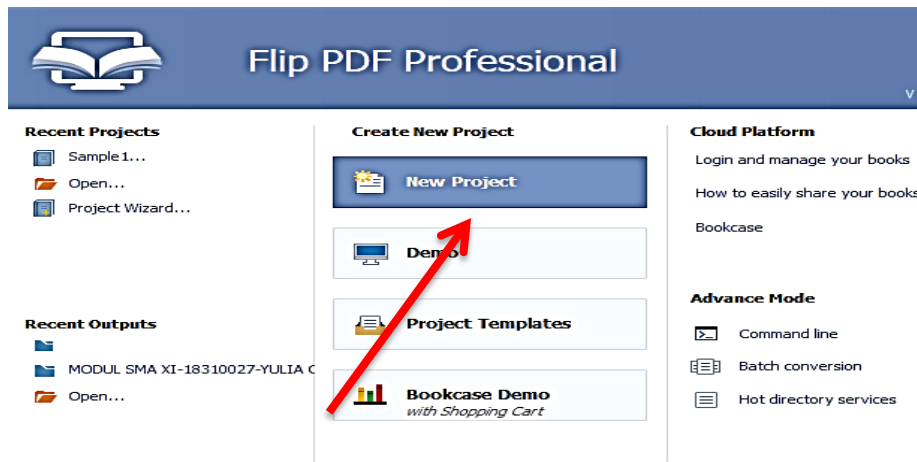 Flip PDF Professional
v
Recent Projects
Sample1...
Open...
Project Wizard...
Recent Outputs
MODUL SMA XI-18310027-YULIA
Open...
Create New Project
New Project
Demo
Project Templates
Bookcase Demo
with Shopping Cart
Cloud Platform
Login and manage your books
How to easily share your books
Bookcase
Advance Mode
Command line
Batch conversion
Hot directory services